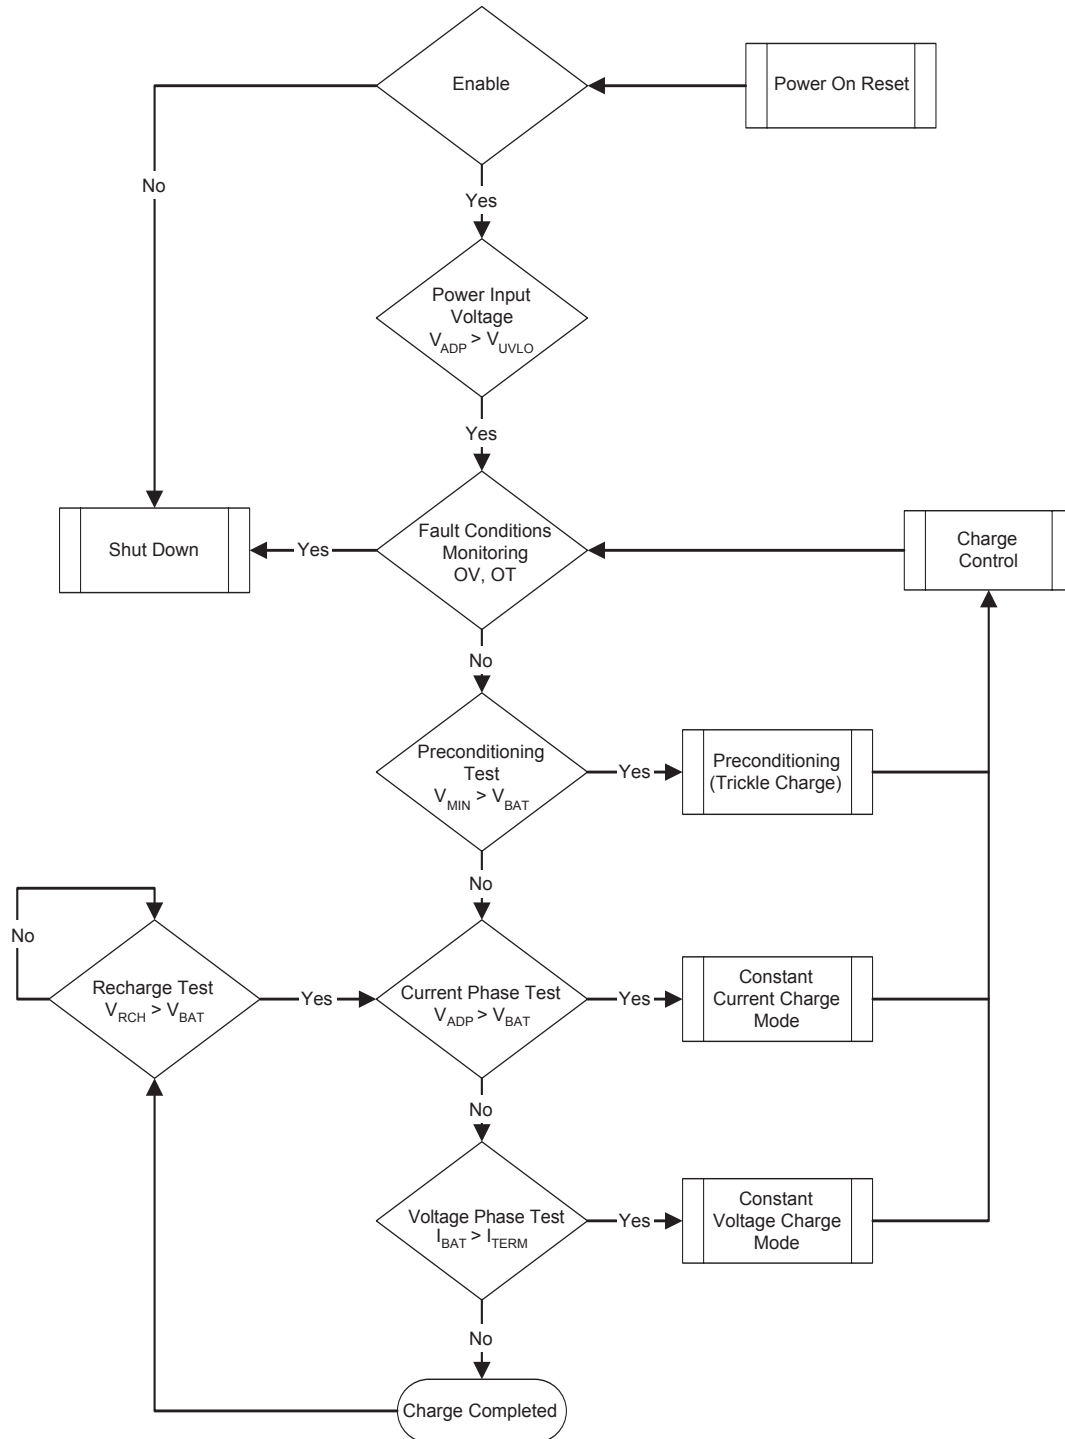 Enable
Power On Reset
No
Yes
Power Input
Voltage
V_ADP > V_UVLO
Yes
Shut Down
Yes
Fault Conditions
Monitoring
OV, OT
Charge
Control
No
Preconditioning
Test
V_MIN > V_BAT
Yes
Preconditioning
(Trickle Charge)
No
No
Recharge Test
V_RCH > V_BAT
Yes
Current Phase Test
V_ADP > V_BAT
Yes
Constant
Current Charge
Mode
No
Voltage Phase Test
I_BAT > I_TERM
Yes
Constant
Voltage Charge
Mode
No
Charge Completed